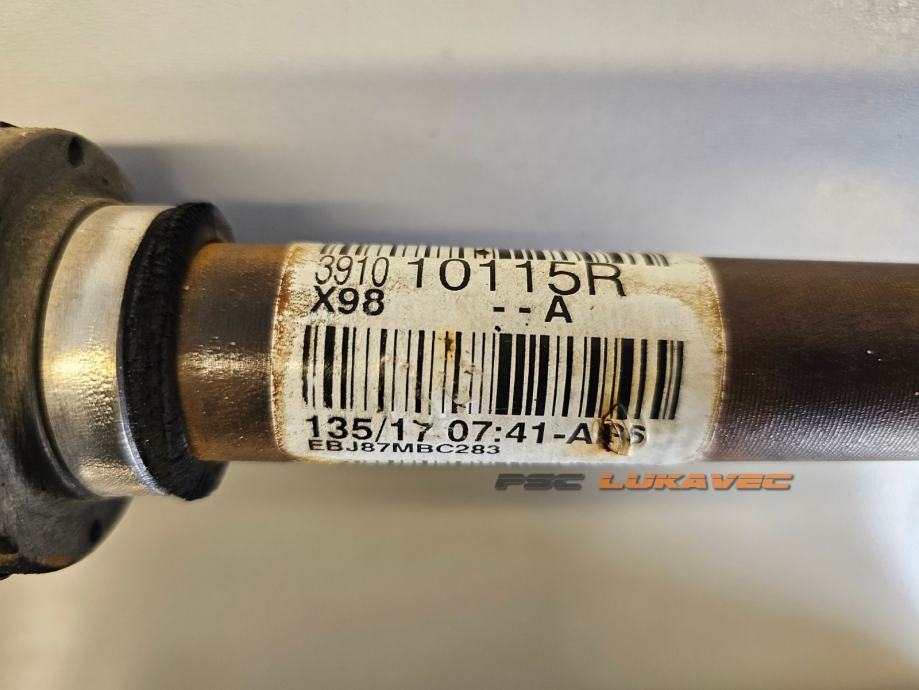 3910 10115R
X98 -- A
135/17 07:41-A
EBJ87MBC283
PSC LUKAVEC